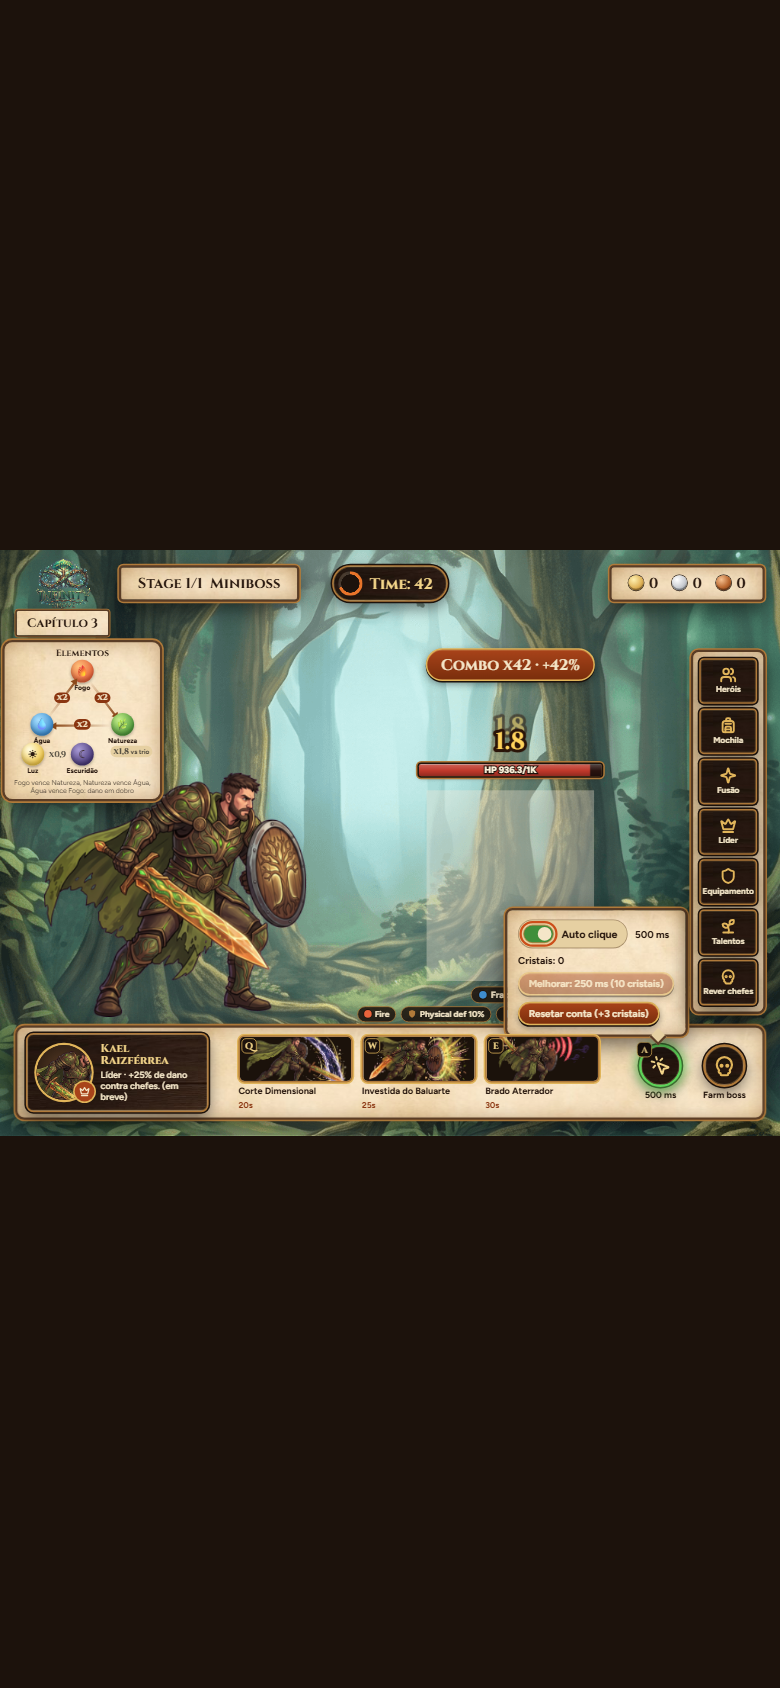 STAGE 1/1 MINIBOSS
TIME: 42
0
0
0
CAPÍTULO 3
ELEMENTOS
Fogo
x2
x2
x2
Água
Natureza
x0,9
x1,8 vs trio
Luz
Escuridão
Fogo vence Natureza, Natureza vence Água,
Água vence Fogo: dano em dobro
COMBO X42 · +42%
1.8
1.8
HP 936.3/1K
Heróis
Mochila
Fusão
Líder
Equipamento
Talentos
Rever chefes
Auto clique
500 ms
Cristais: 0
Melhorar: 250 ms (10 cristais)
Resetar conta (+3 cristais)
Fra
Fire
Physical def 10%
KAEL
RAIZFÉRREA
Líder · +25% de dano
contra chefes. (em
breve)
Q
Corte Dimensional
20s
W
Investida do Baluarte
25s
E
Brado Aterrador
30s
A
500 ms
Farm boss